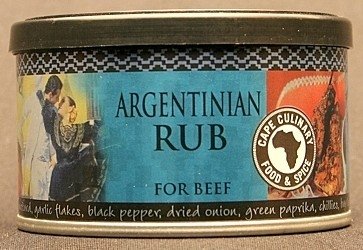 ARGENTINIAN
RUB
FOR BEEF
CAPE CULINARY
FOOD & SPICE
garlic flakes, black pepper, dried onion, green paprika, chillies,